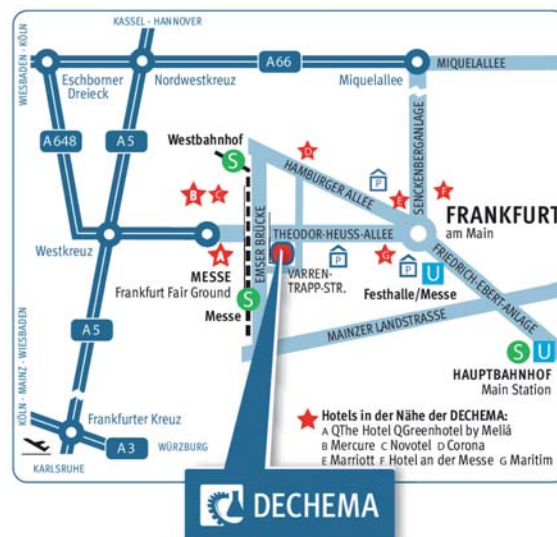 KASSEL - HANNOVER
WIESBADEN - KÖLN
A66
MIQUELALLEE
Eschborner
Dreieck
Nordwestkreuz
Miquelallee
A648
A5
Westbahnhof
S
D
HAMBURGER ALLEE
P
SENCKENBERGANLAGE
B
C
E
F
FRANKFURT
am Main
THEODOR-HEUSS-ALLEE
Westkreuz
A
EMSER BRÜCKE
P
G
P
U
FRIEDRICH-EBERT-ANLAGE
MESSE
Frankfurt Fair Ground
VARREN-
TRAPP-STR.
Festhalle/Messe
S
Messe
A5
MAINZER LANDSTRASSE
S U
HAUPTBAHNHOF
Main Station
KÖLN - MAINZ - WIESBADEN
Frankfurter Kreuz
A3
WÜRZBURG
KARLSRUHE
Hotels in der Nähe der DECHEMA:
A QThe Hotel QGreenhotel by Meliá
B Mercure C Novotel D Corona
E Marriott F Hotel an der Messe G Maritim
DECHEMA